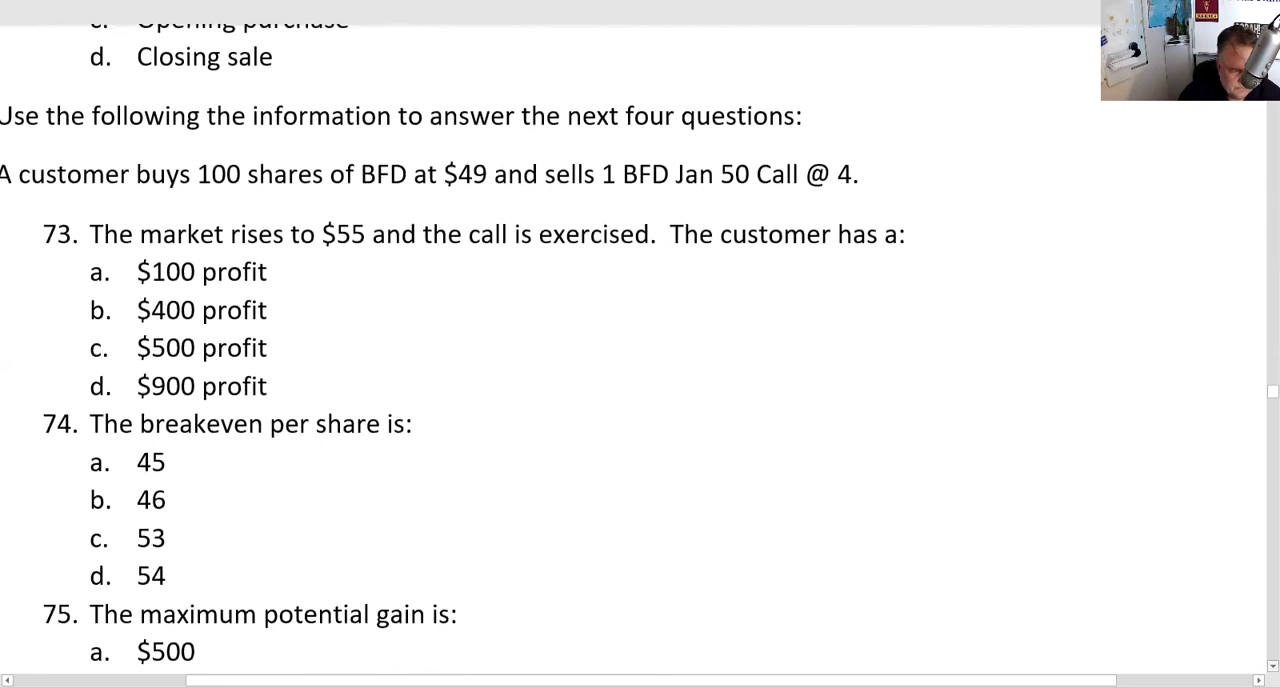 c. Opening purchase
d. Closing sale
Use the following the information to answer the next four questions:
A customer buys 100 shares of BFD at $49 and sells 1 BFD Jan 50 Call @ 4.
73. The market rises to $55 and the call is exercised.  The customer has a:
a. $100 profit
b. $400 profit
c. $500 profit
d. $900 profit
74. The breakeven per share is:
a. 45
b. 46
c. 53
d. 54
75. The maximum potential gain is:
a. $500